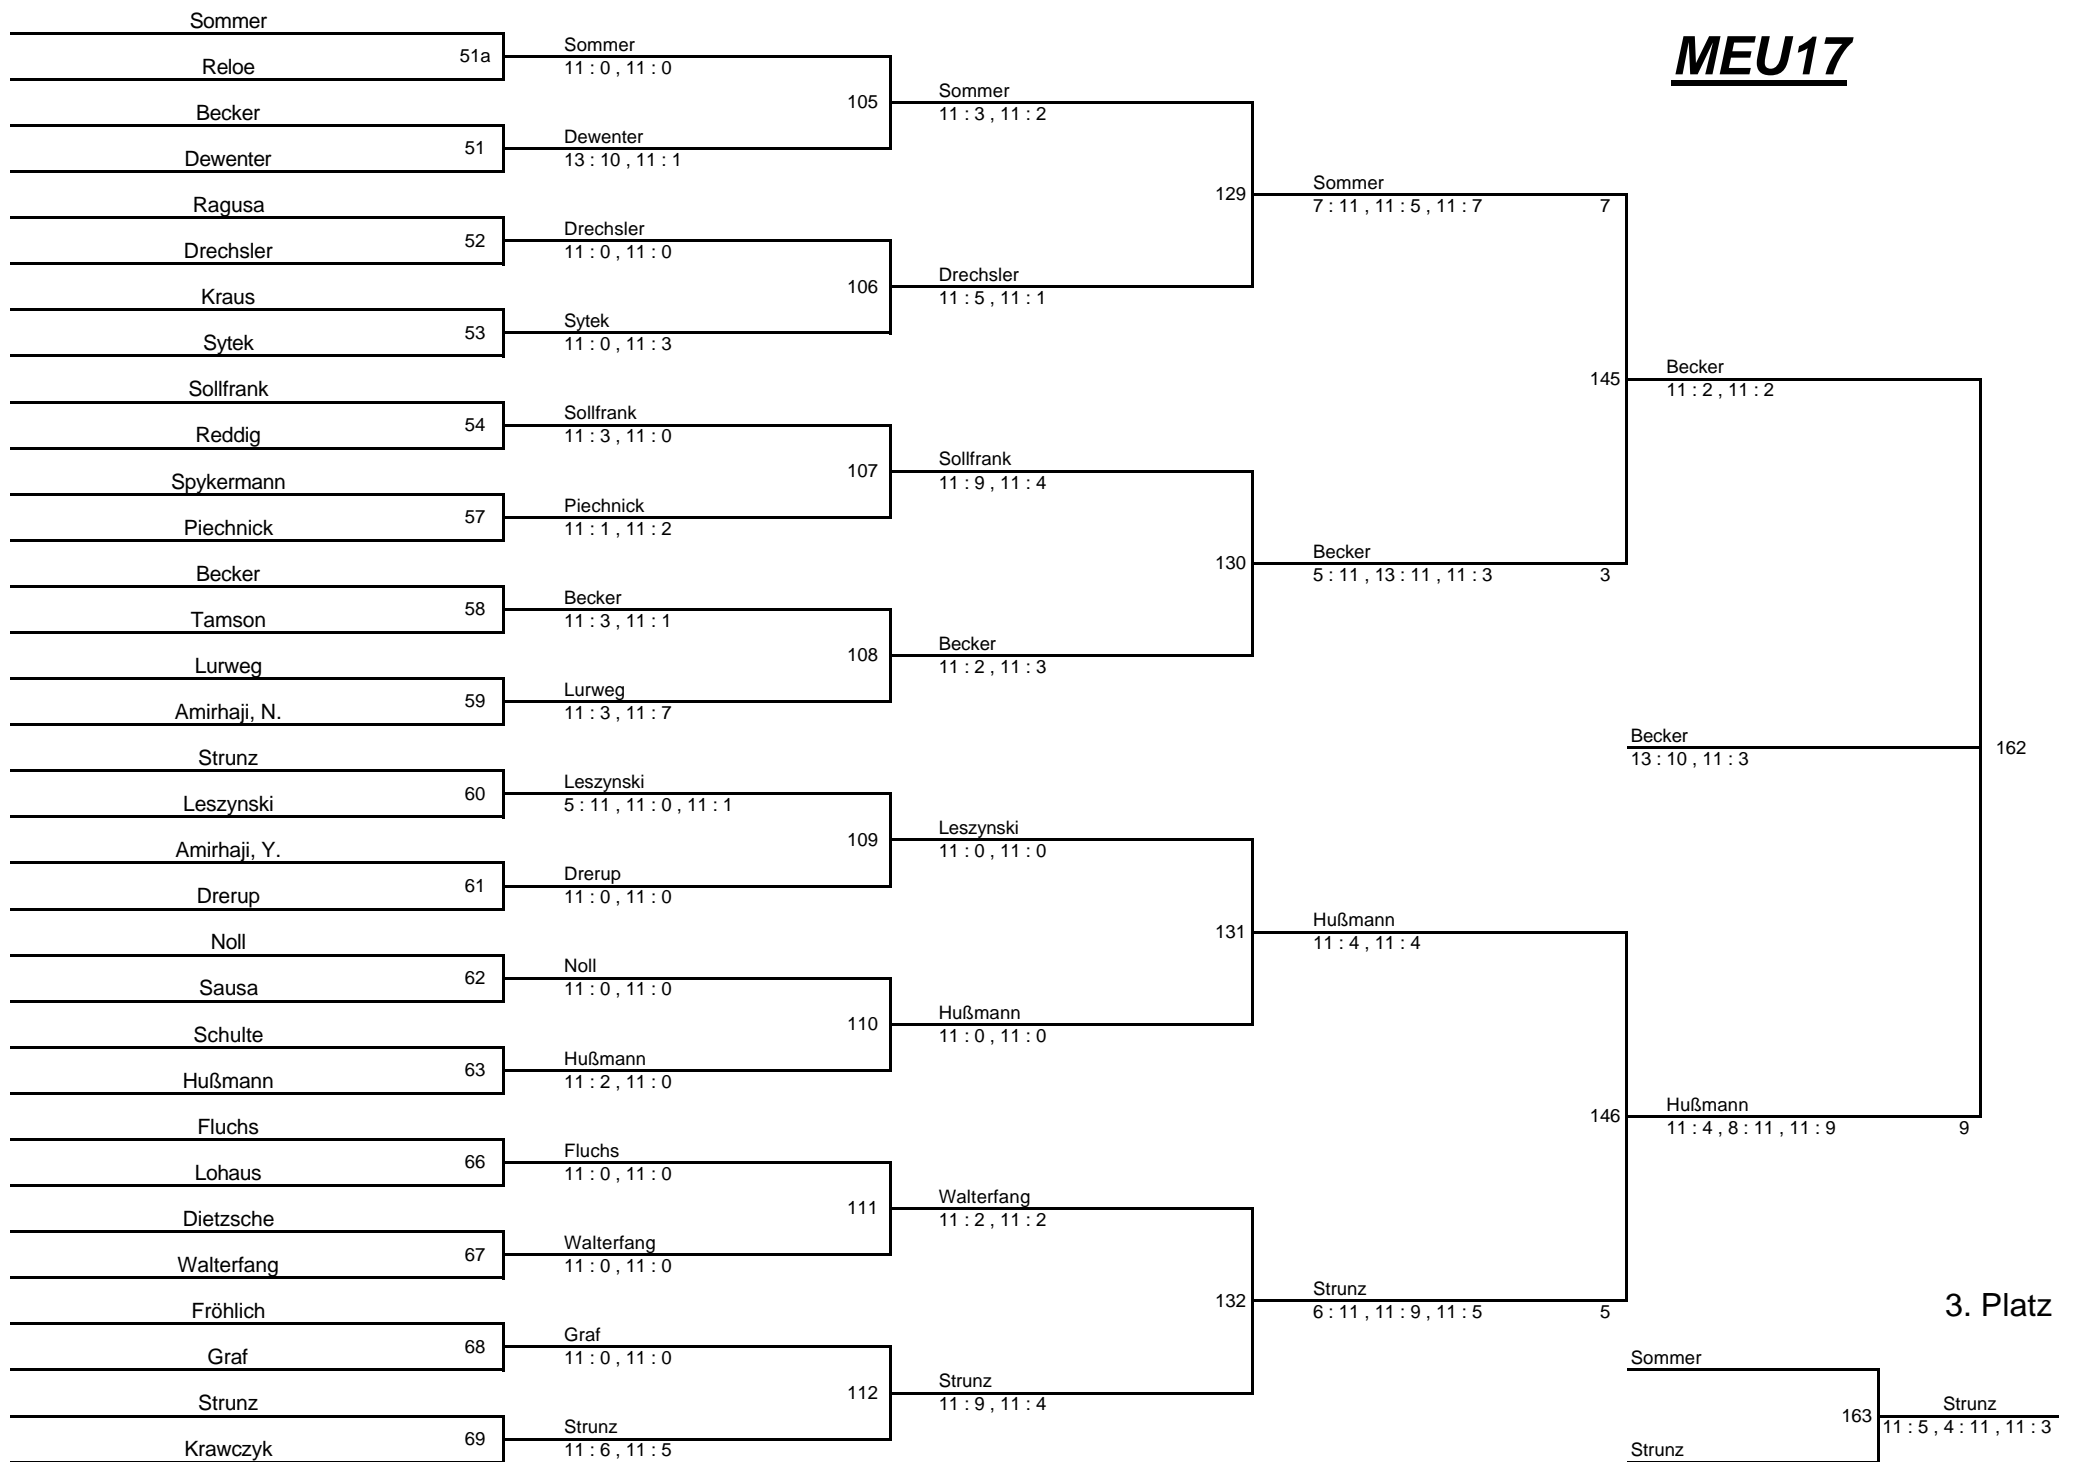 MEU17
Sommer
Reloe
51a
Becker
Dewenter
51
Ragusa
Drechsler
52
Kraus
Sytek
53
Sollfrank
Reddig
54
Spykermann
Piechnick
57
Becker
Tamson
58
Lurweg
Amirhaji, N.
59
Strunz
Leszynski
60
Amirhaji, Y.
Drerup
61
Noll
Sausa
62
Schulte
Hußmann
63
Fluchs
Lohaus
66
Dietzsche
Walterfang
67
Fröhlich
Graf
68
Strunz
Krawczyk
69
Sommer
11 : 0 , 11 : 0
Dewenter
13 : 10 , 11 : 1
105
Drechsler
11 : 0 , 11 : 0
Sytek
11 : 0 , 11 : 3
106
Sollfrank
11 : 3 , 11 : 0
Piechnick
11 : 1 , 11 : 2
107
Becker
11 : 3 , 11 : 1
Lurweg
11 : 3 , 11 : 7
108
Leszynski
5 : 11 , 11 : 0 , 11 : 1
Drerup
11 : 0 , 11 : 0
109
Noll
11 : 0 , 11 : 0
Hußmann
11 : 2 , 11 : 0
110
Fluchs
11 : 0 , 11 : 0
Walterfang
11 : 0 , 11 : 0
111
Graf
11 : 0 , 11 : 0
Strunz
11 : 6 , 11 : 5
112
Sommer
11 : 3 , 11 : 2
Drechsler
11 : 5 , 11 : 1
129
Sollfrank
11 : 9 , 11 : 4
Becker
11 : 2 , 11 : 3
130
Leszynski
11 : 0 , 11 : 0
Hußmann
11 : 0 , 11 : 0
131
Walterfang
11 : 2 , 11 : 2
Strunz
11 : 9 , 11 : 4
132
Sommer
7 : 11 , 11 : 5 , 11 : 7 7
Becker
5 : 11 , 13 : 11 , 11 : 3 3
145
Hußmann
11 : 4 , 11 : 4
Strunz
6 : 11 , 11 : 9 , 11 : 5 5
146
Becker
11 : 2 , 11 : 2
Becker
13 : 10 , 11 : 3
162
Hußmann
11 : 4 , 8 : 11 , 11 : 9 9
3. Platz
Sommer
Strunz
163
Strunz
11 : 5 , 4 : 11 , 11 : 3